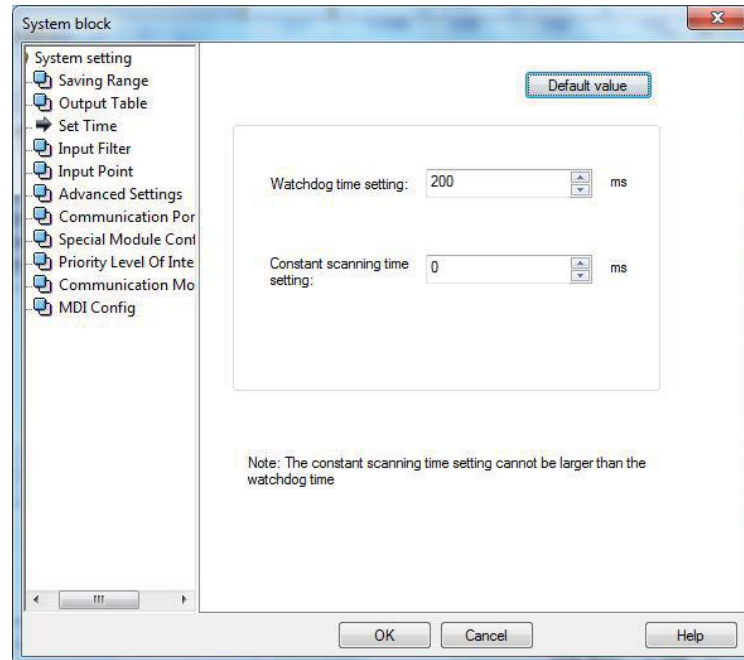 System block
System setting
Saving Range
Output Table
Set Time
Input Filter
Input Point
Advanced Settings
Communication Por
Special Module Conf
Priority Level Of Inte
Communication Mo
MDI Config
Default value
Watchdog time setting: 200 ms
Constant scanning time
setting: 0 ms
Note: The constant scanning time setting cannot be larger than the
watchdog time
OK Cancel Help